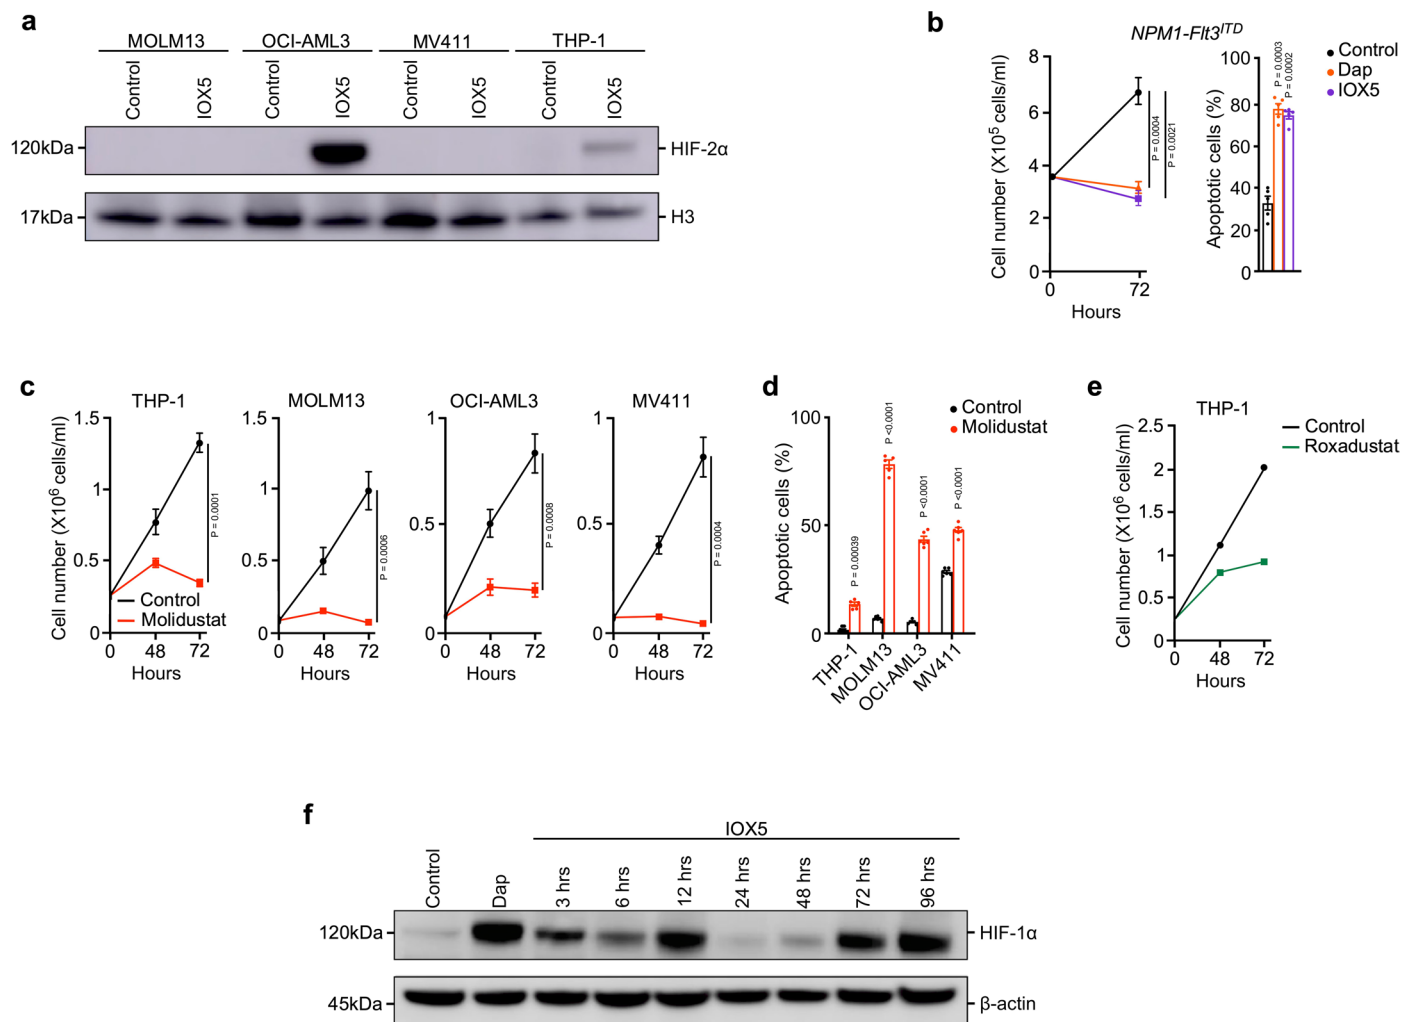 a
MOLM13 OCI-AML3 MV411 THP-1
Control IOX5 Control IOX5 Control IOX5 Control IOX5
120kDa HIF-2α
17kDa H3
b
NPM1-Flt3ITD
Control
Dap
IOX5
Cell number (X10⁵ cells/ml)
8
6
4
2
0
0 72
Hours
P = 0.0004
P = 0.0021
Apoptotic cells (%)
100
80
60
40
20
0
P = 0.0003
P = 0.0002
c
THP-1 MOLM13 OCI-AML3 MV411
Cell number (X10⁶ cells/ml)
1.5
1
0.5
0
0 48 72
Hours
P = 0.0001
Control
Molidustat
1.5
1
0.5
0
0 48 72
Hours
P = 0.0006
1
0.5
0
0 48 72
Hours
P = 0.0008
1
0.5
0
0 48 72
Hours
P = 0.0004
d
Control
Molidustat
Apoptotic cells (%)
100
50
0
P = 0.00039
P <0.0001
P <0.0001
P <0.0001
THP-1
MOLM13
OCI-AML3
MV411
e
THP-1
Control
Roxadustat
Cell number (X10⁶ cells/ml)
2.5
2
1.5
1
0.5
0
0 48 72
Hours
f
IOX5
Control Dap 3 hrs 6 hrs 12 hrs 24 hrs 48 hrs 72 hrs 96 hrs
120kDa HIF-1α
45kDa β-actin